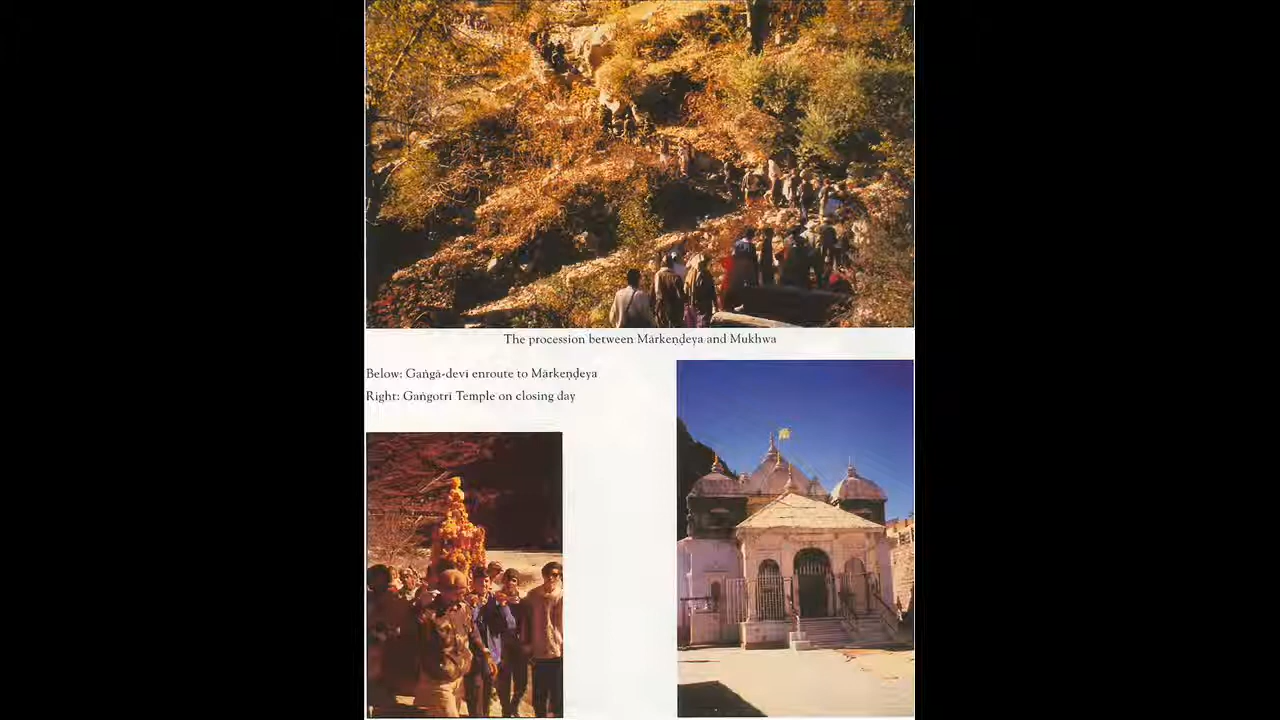 The procession between Mārkeṇḍeya and Mukhwa
Below: Gaṅgā-devī enroute to Mārkeṇḍeya
Right: Gaṅgotrī Temple on closing day